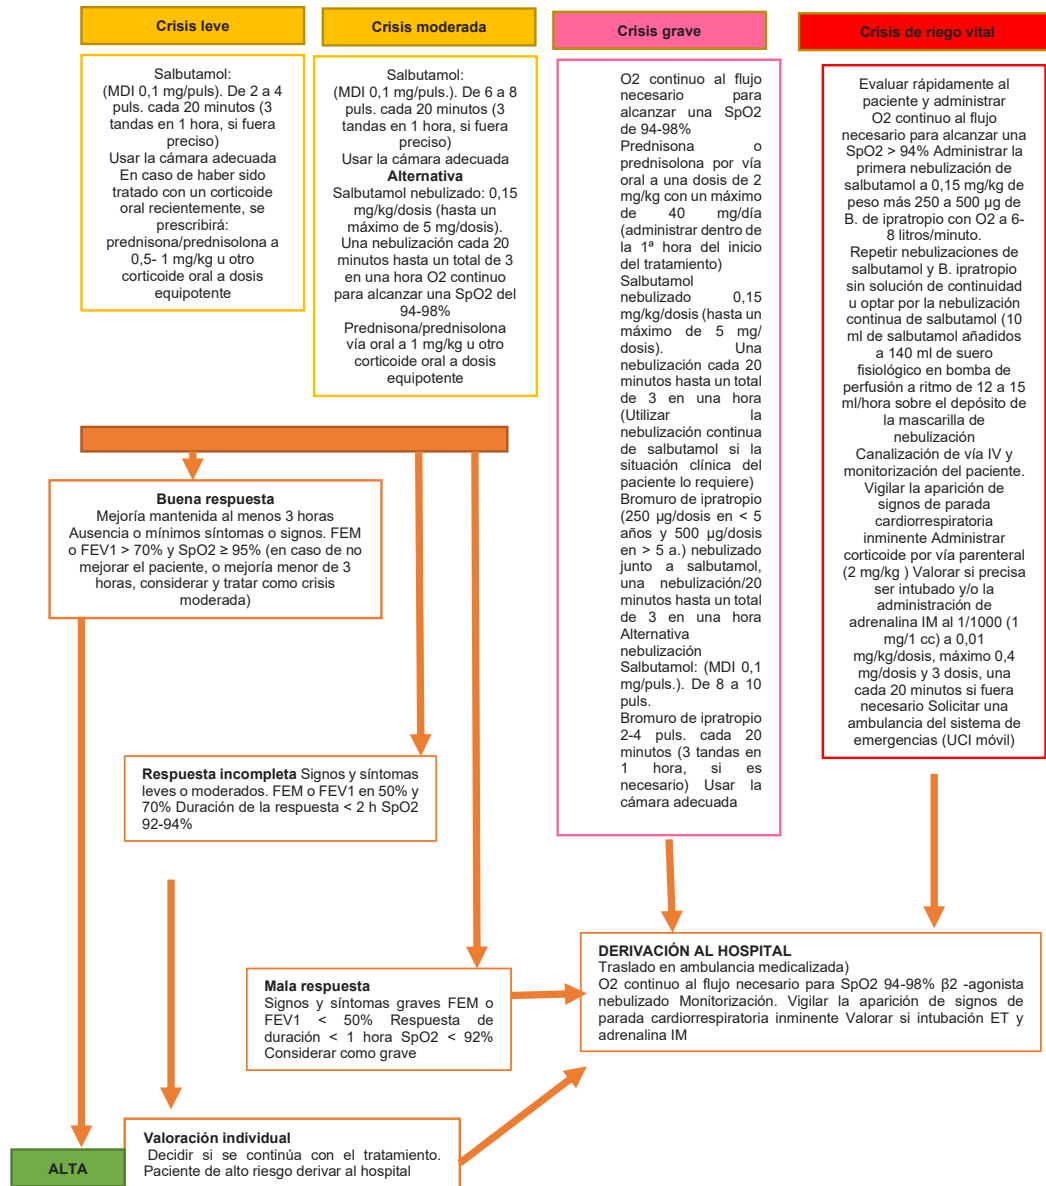 Crisis leve
Salbutamol:
(MDI 0,1 mg/puls). De 2 a 4
puls. cada 20 minutos (3
tandas en 1 hora, si fuera
preciso)
Usar la cámara adecuada
En caso de haber sido
tratado con un corticoide
oral recientemente, se
prescribirá:
prednisona/prednisolona a
0,5- 1 mg/kg u otro
corticoide oral a dosis
equipotente
Crisis moderada
Salbutamol:
(MDI 0,1 mg/puls.). De 6 a 8
puls. cada 20 minutos (3
tandas en 1 hora, si fuera
preciso)
Usar la cámara adecuada
Alternativa
Salbutamol nebulizado: 0,15
mg/kg/dosis (hasta un
máximo de 5 mg/dosis).
Una nebulización cada 20
minutos hasta un total de 3
en una hora O2 continuo
para alcanzar una SpO2 del
94-98%
Prednisona/prednisolona
vía oral a 1 mg/kg u otro
corticoide oral a dosis
equipotente
Crisis grave
O2 continuo al flujo
necesario para
alcanzar una SpO2
de 94-98%
Prednisona o
prednisolona por vía
oral a una dosis de 2
mg/kg con un máximo
de 40 mg/día
(administrar dentro de
la 1ª hora del inicio
del tratamiento)
Salbutamol
nebulizado 0,15
mg/kg/dosis (hasta un
máximo de 5 mg/
dosis). Una
nebulización cada 20
minutos hasta un total
de 3 en una hora
(Utilizar la
nebulización continua
de salbutamol si la
situación clínica del
paciente lo requiere)
Bromuro de ipratropio
(250 µg/dosis en < 5
años y 500 µg/dosis
en > 5 a.) nebulizado
junto a salbutamol,
una nebulización/20
minutos hasta un total
de 3 en una hora
Alternativa
nebulización
Salbutamol: (MDI 0,1
mg/puls.). De 8 a 10
puls.
Bromuro de ipratropio
2-4 puls. cada 20
minutos (3 tandas en
1 hora, si es
necesario) Usar la
cámara adecuada
Crisis de riego vital
Evaluar rápidamente al
paciente y administrar
O2 continuo al flujo
necesario para alcanzar una
SpO2 > 94% Administrar la
primera nebulización de
salbutamol a 0,15 mg/kg de
peso más 250 a 500 µg de
B. de ipratropio con O2 a 6-
8 litros/minuto.
Repetir nebulizaciones de
salbutamol y B. ipratropio
sin solución de continuidad
u optar por la nebulización
continua de salbutamol (10
ml de salbutamol añadidos
a 140 ml de suero
fisiológico en bomba de
perfusión a ritmo de 12 a 15
ml/hora sobre el depósito de
la mascarilla de
nebulización
Canalización de vía IV y
monitorización del paciente.
Vigilar la aparición de
signos de parada
cardiorrespiratoria
inminente Administrar
corticoide por vía parenteral
(2 mg/kg ) Valorar si precisa
ser intubado y/o la
administración de
adrenalina IM al 1/1000 (1
mg/1 cc) a 0,01
mg/kg/dosis, máximo 0,4
mg/dosis y 3 dosis, una
cada 20 minutos si fuera
necesario Solicitar una
ambulancia del sistema de
emergencias (UCI móvil)
Buena respuesta
Mejoría mantenida al menos 3 horas
Ausencia o mínimos síntomas o signos. FEM
o FEV1 > 70% y SpO2 ≥ 95% (en caso de no
mejorar el paciente, o mejoría menor de 3
horas, considerar y tratar como crisis
moderada)
Respuesta incompleta Signos y síntomas
leves o moderados. FEM o FEV1 en 50% y
70% Duración de la respuesta < 2 h SpO2
92-94%
Mala respuesta
Signos y síntomas graves FEM o
FEV1 < 50% Respuesta de
duración < 1 hora SpO2 < 92%
Considerar como grave
DERIVACIÓN AL HOSPITAL
Traslado en ambulancia medicalizada)
O2 continuo al flujo necesario para SpO2 94-98% β2 -agonista
nebulizado Monitorización. Vigilar la aparición de signos de
parada cardiorrespiratoria inminente Valorar si intubación ET y
adrenalina IM
Valoración individual
Decidir si se continúa con el tratamiento.
Paciente de alto riesgo derivar al hospital
ALTA